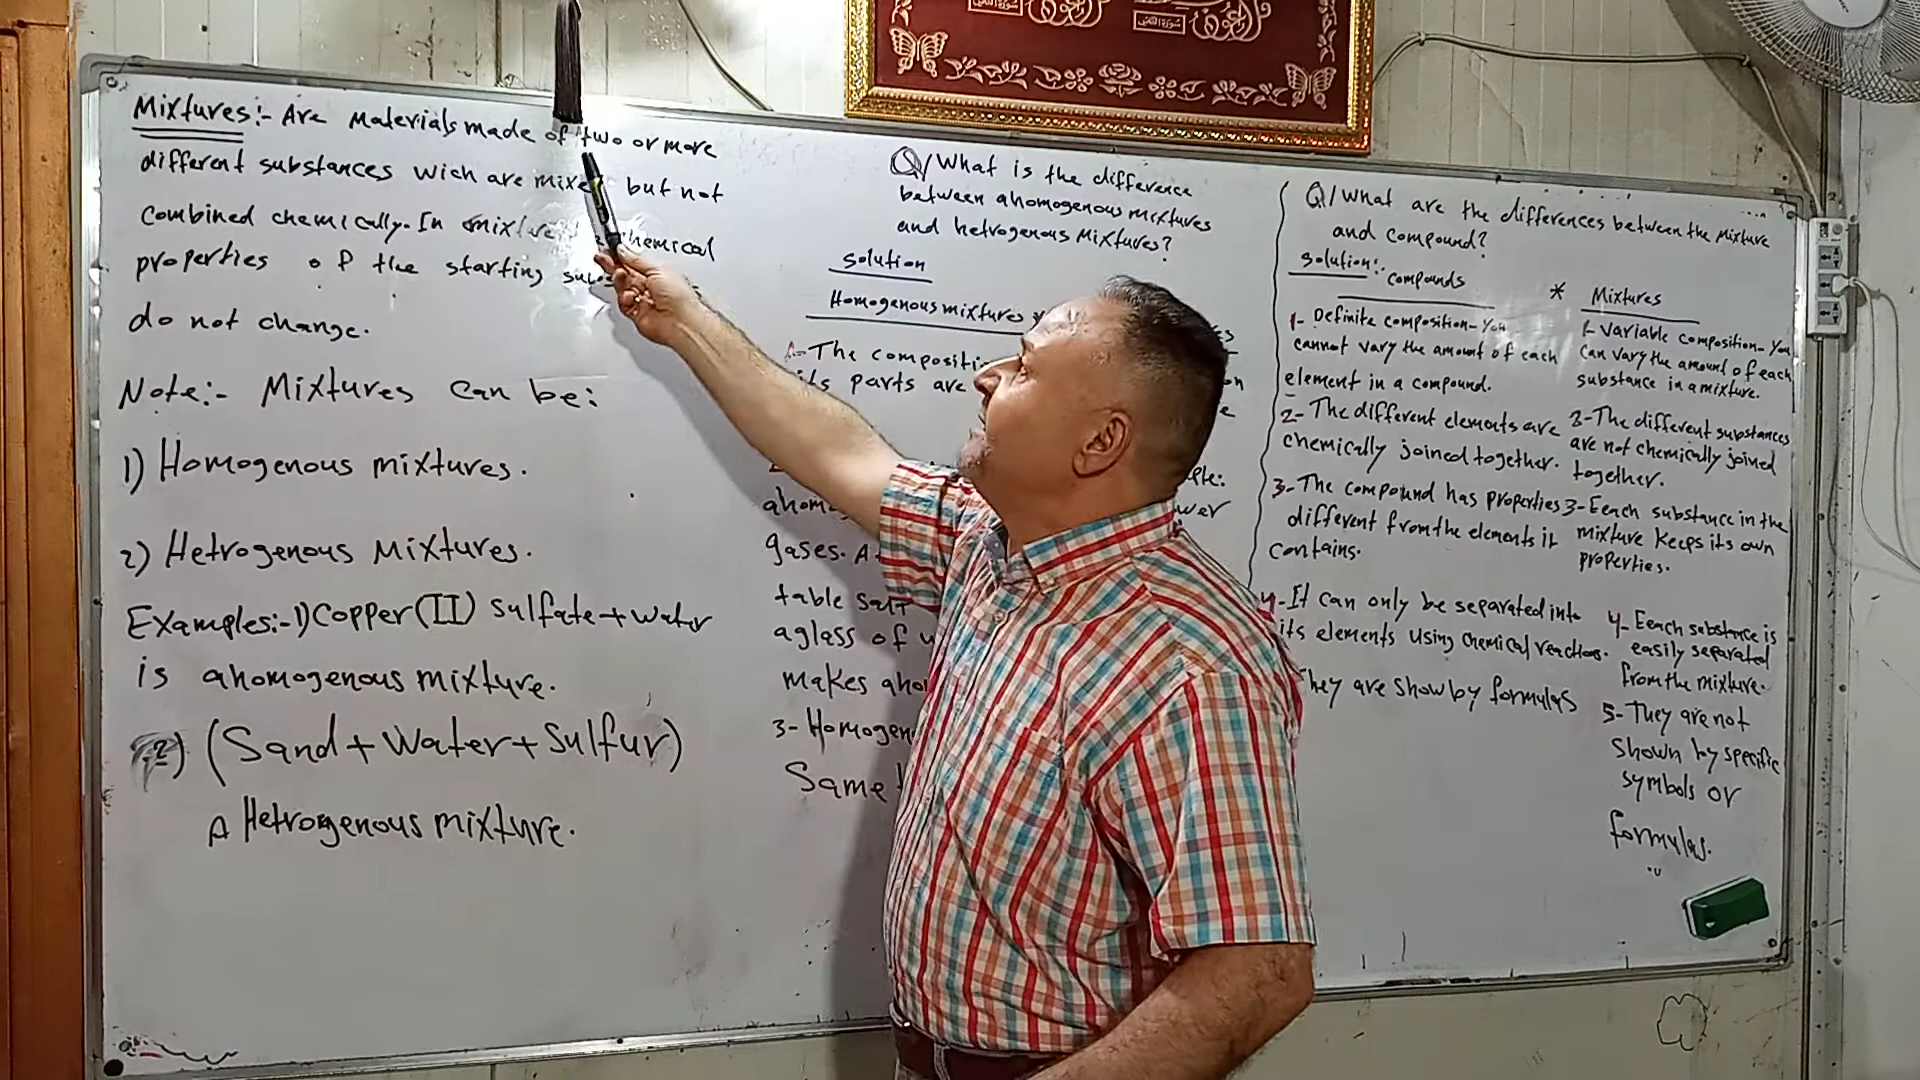 Mixtures:- Are Materials made of two or more
different substances wich are mixed but not
Combined chemically. In mixture chemical
properties of the starting
do not change.
Note:- Mixtures can be:
1) Homogenous mixtures.
2) Hetrogenous Mixtures.
Examples:-1) Copper (II) sulfate + water
is ahomogenous mixture.
2) (Sand + Water + Sulfur)
A Hetrorgenous mixture.
Q/What is the difference
between ahomogenous mixtures
and hetrogenous Mixtures?
solution
Homogenous mixtures
The
its parts are
gases.
table salt
aglass of
makes
3- Homogen
Same
Q/What are the differences between the Mixture
and compound?
solution:-
compounds
1- Definite composition- You
cannot vary the amount of each
element in a compound.
2- The different elements are
chemically joined together.
3- The compound has properties
different from the elements it
contains.
4- It can only be separated into
its elements using chemical reactions.
They are show by formulas
* Mixtures
1- Variable composition- You
can vary the amount of each
substance in a mixture.
2- The different substances
are not chemically joined
together.
3- Eeach substance in the
mixture keeps its own
properties.
4- Eeach substance is
easily separated
from the mixture.
5- They are not
shown by specific
symbols or
formulas.